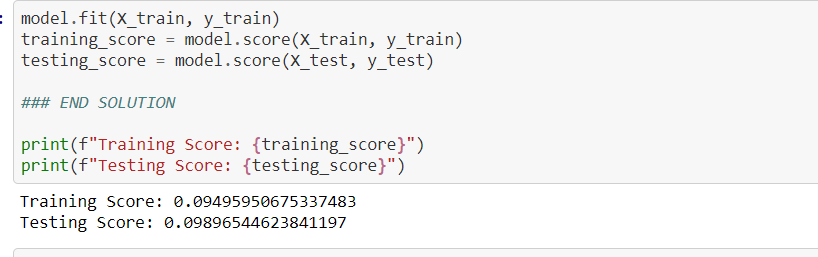 :
model.fit(X_train, y_train)
training_score = model.score(X_train, y_train)
testing_score = model.score(X_test, y_test)
### END SOLUTION
print(f"Training Score: {training_score}")
print(f"Testing Score: {testing_score}")
Training Score: 0.09495950675337483
Testing Score: 0.09896544623841197